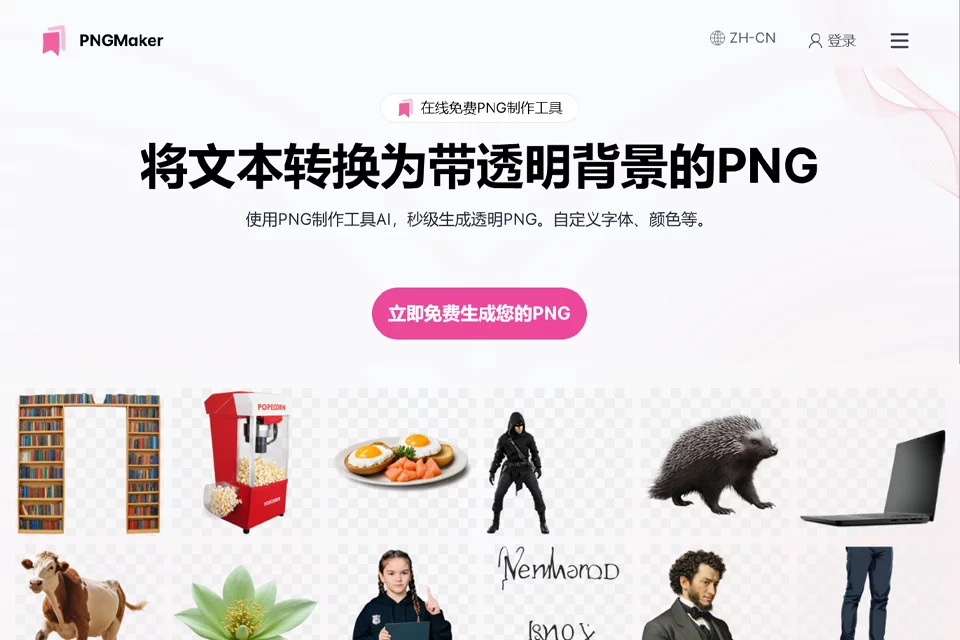 PNGMaker
ZH-CN
登录
在线免费PNG制作工具
将文本转换为带透明背景的PNG
使用PNG制作工具AI，秒级生成透明PNG。自定义字体、颜色等。
立即免费生成您的PNG
POPECORN